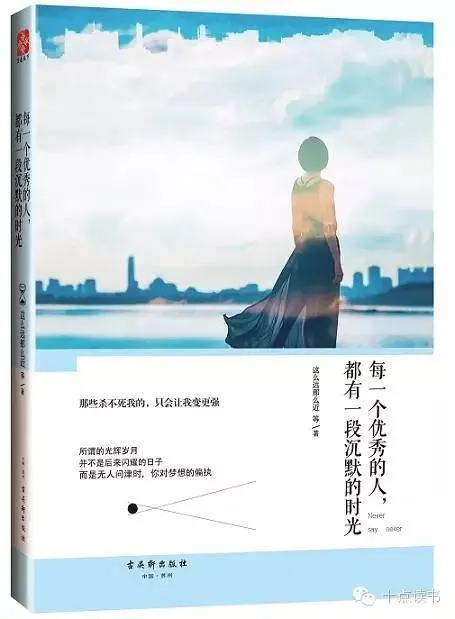 每一个优秀的人，
都有一段沉默的时光
这么远那么近 等 著
每一个优秀的人，
都有一段沉默的时光
Never
say never
这么远那么近 等 著
那些杀不死我的，只会让我变更强
所谓的光辉岁月
并不是后来闪耀的日子
而是无人问津时，你对梦想的偏执
古吴轩出版社
中国·苏州
十点读书